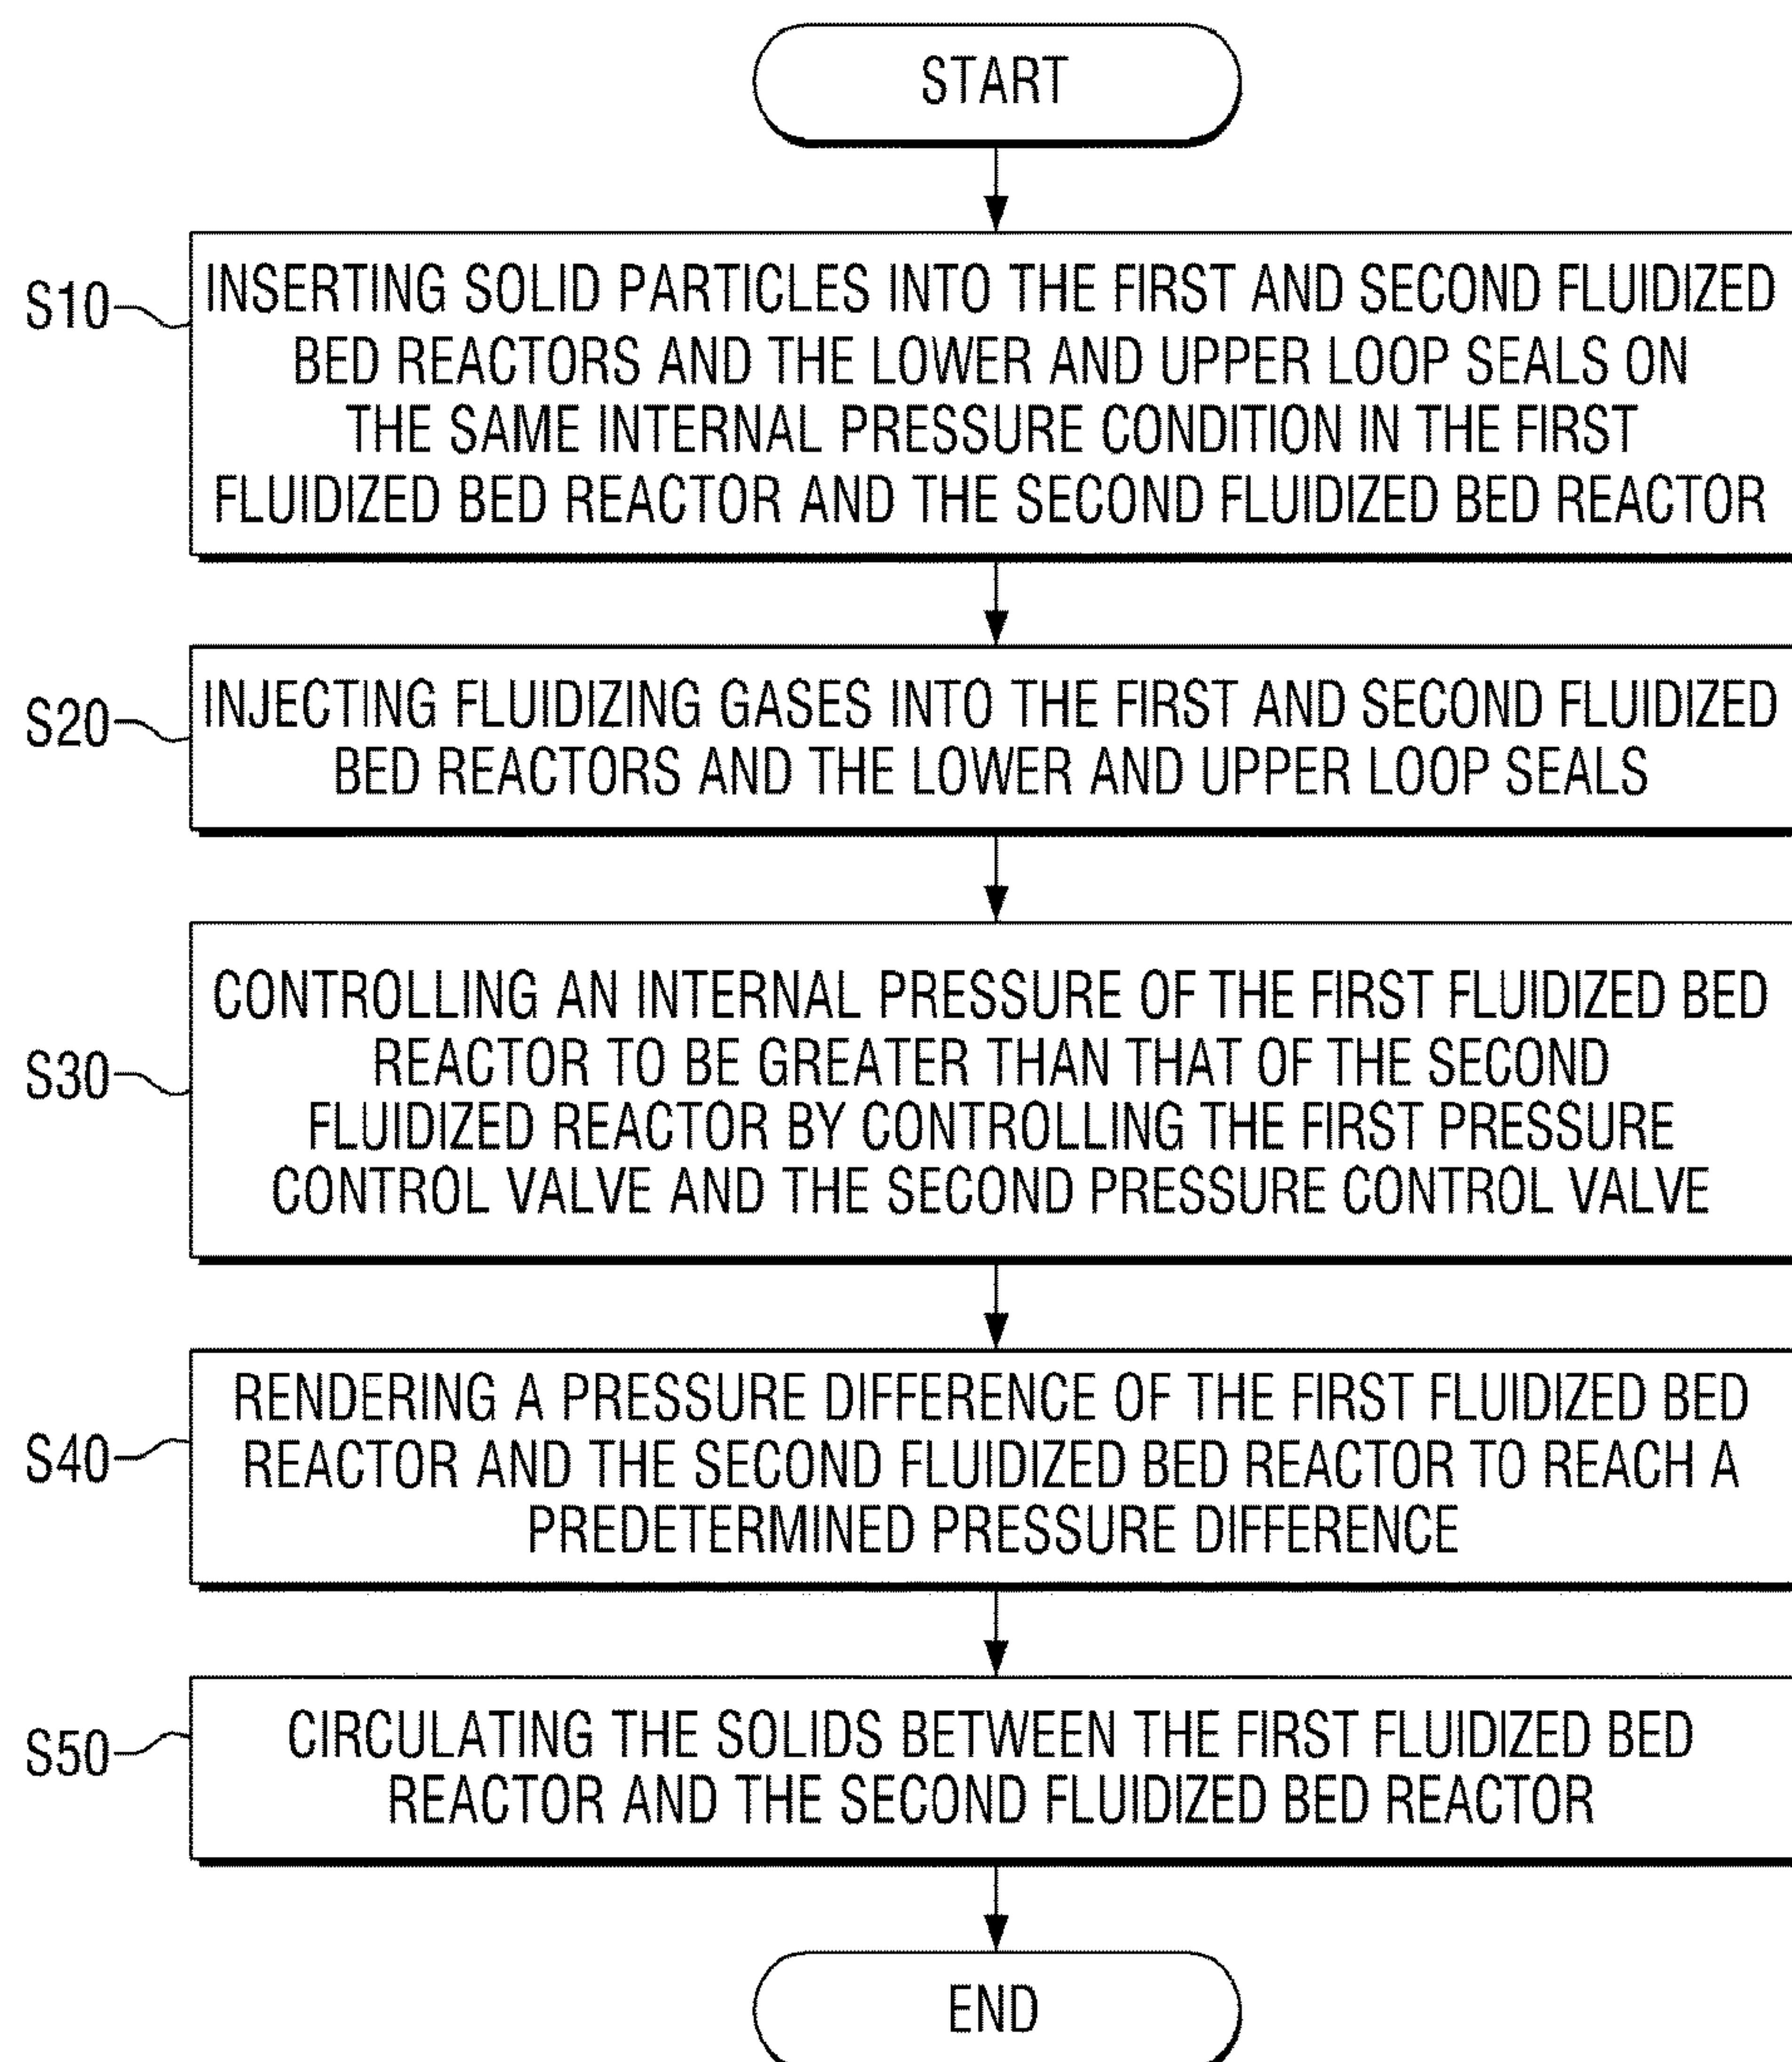 START
S10
INSERTING SOLID PARTICLES INTO THE FIRST AND SECOND FLUIDIZED
BED REACTORS AND THE LOWER AND UPPER LOOP SEALS ON
THE SAME INTERNAL PRESSURE CONDITION IN THE FIRST
FLUIDIZED BED REACTOR AND THE SECOND FLUIDIZED BED REACTOR
S20
INJECTING FLUIDIZING GASES INTO THE FIRST AND SECOND FLUIDIZED
BED REACTORS AND THE LOWER AND UPPER LOOP SEALS
S30
CONTROLLING AN INTERNAL PRESSURE OF THE FIRST FLUIDIZED BED
REACTOR TO BE GREATER THAN THAT OF THE SECOND
FLUIDIZED REACTOR BY CONTROLLING THE FIRST PRESSURE
CONTROL VALVE AND THE SECOND PRESSURE CONTROL VALVE
S40
RENDERING A PRESSURE DIFFERENCE OF THE FIRST FLUIDIZED BED
REACTOR AND THE SECOND FLUIDIZED BED REACTOR TO REACH A
PREDETERMINED PRESSURE DIFFERENCE
S50
CIRCULATING THE SOLIDS BETWEEN THE FIRST FLUIDIZED BED
REACTOR AND THE SECOND FLUIDIZED BED REACTOR
END